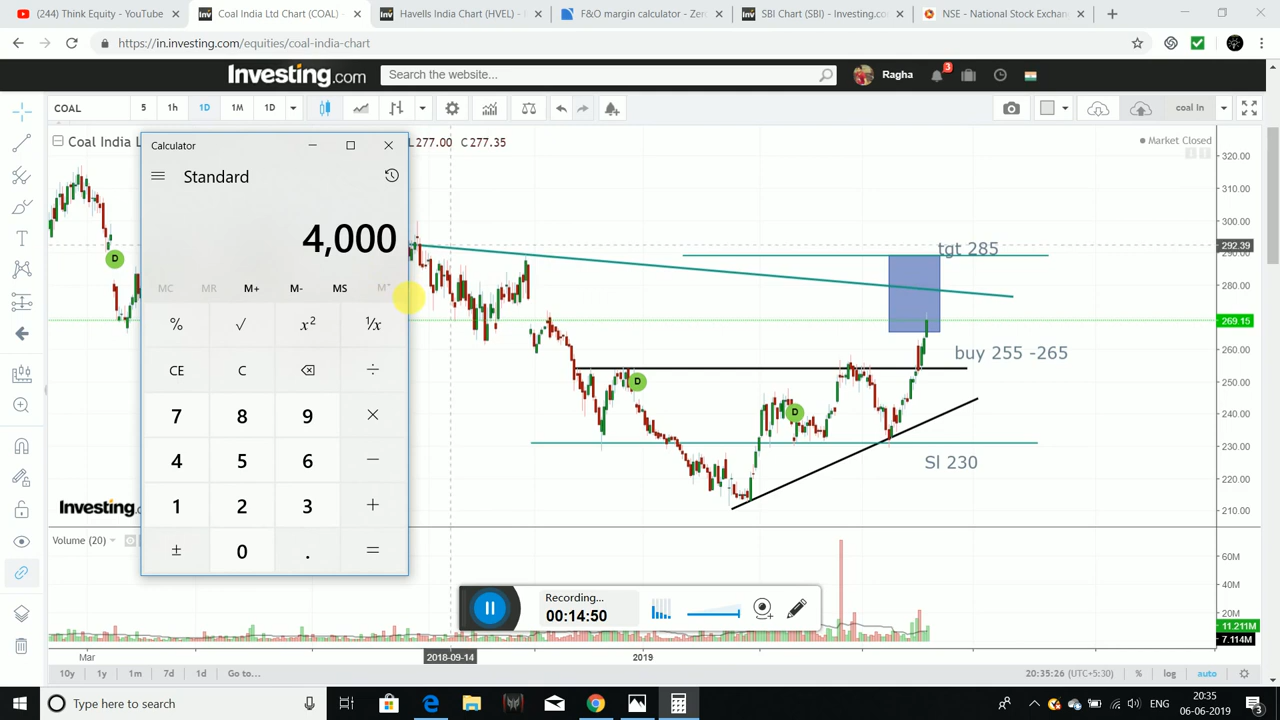 (244) Think Equity - YouTube
Coal India Ltd Chart (COAL) -
Havells India Chart (HVEL) - In
F&O margin calculator - Zer
SBI Chart (SBI) - Investing.co
NSE - National Stock Exchan
https://in.investing.com/equities/coal-india-chart
Investing.com
Search the website...
3
Ragha
COAL
5
1h
1D
1M
1D
coal In
Coal India L
L277.00 C277.35
Market Closed
Calculator
Standard
4,000
MC
MR
M+
M-
MS
%
√
x²
¹/x
CE
C
÷
7
8
9
×
4
5
6
−
1
2
3
+
±
0
.
=
D
D
D
tgt 285
buy 255 -265
Sl 230
320.00
310.00
300.00
292.39
290.00
280.00
269.15
260.00
250.00
240.00
230.00
220.00
210.00
Investing
Volume (20)
60M
40M
20M
11.211M
7.114M
Recording...
00:14:50
Mar
2018-09-14
2019
10y
1y
1m
7d
1d
Go to...
20:35:26 (UTC+5:30)
%
log
auto
Type here to search
ENG
20:35
06-06-2019
3